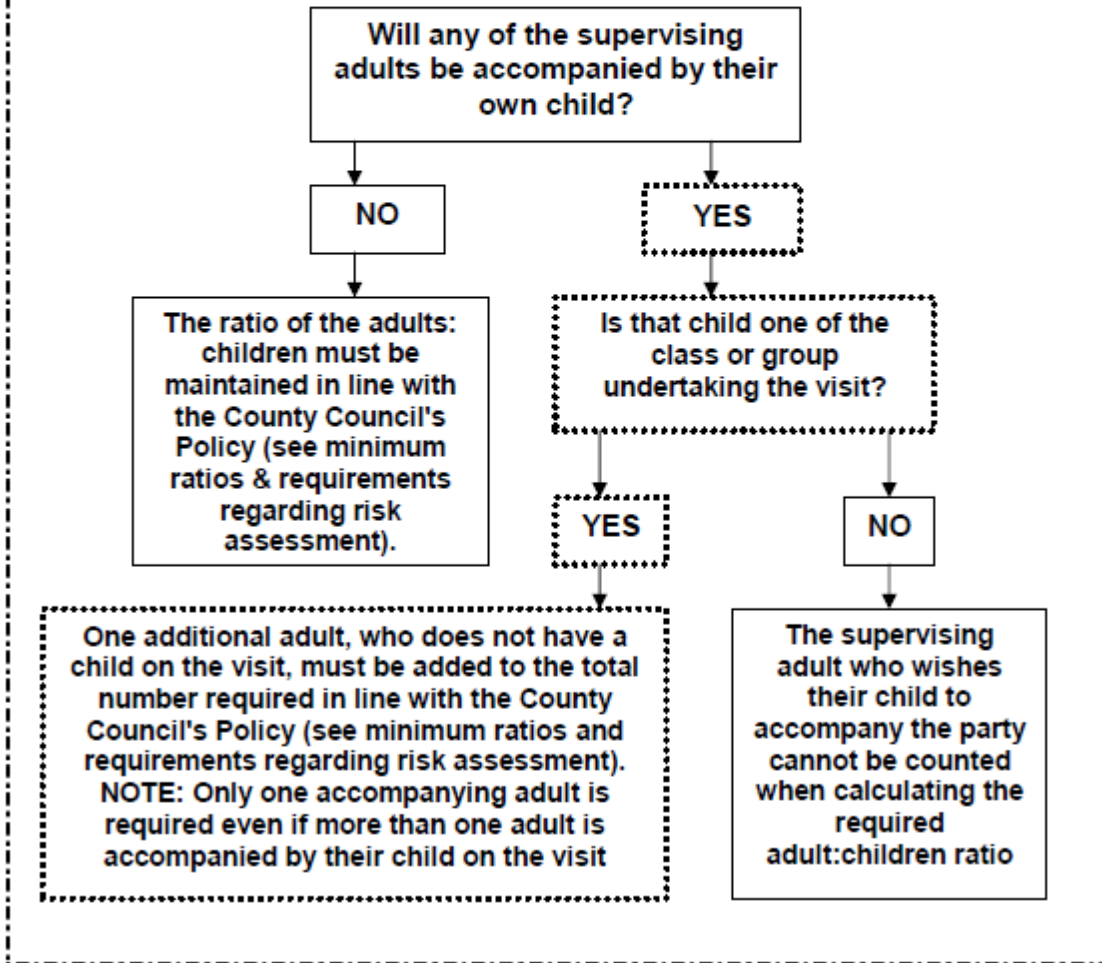 Will any of the supervising
adults be accompanied by their
own child?
NO
YES
The ratio of the adults:
children must be
maintained in line with
the County Council's
Policy (see minimum
ratios & requirements
regarding risk
assessment).
Is that child one of the
class or group
undertaking the visit?
YES
NO
One additional adult, who does not have a
child on the visit, must be added to the total
number required in line with the County
Council's Policy (see minimum ratios and
requirements regarding risk assessment).
NOTE: Only one accompanying adult is
required even if more than one adult is
accompanied by their child on the visit
The supervising
adult who wishes
their child to
accompany the party
cannot be counted
when calculating the
required
adult:children ratio